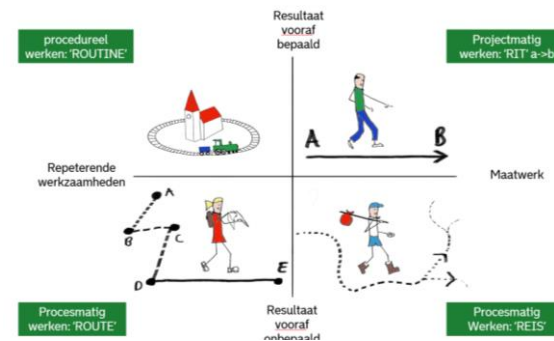 procedureel
werken: 'ROUTINE'
Resultaat
vooraf
bepaald
Projectmatig
werken: 'RIT' a->b
A
B
Repeterende
werkzaamheden
Maatwerk
A
B
C
D
E
Procesmatig
werken: 'ROUTE'
Resultaat
vooraf
onbepaald
Procesmatig
Werken: 'REIS'